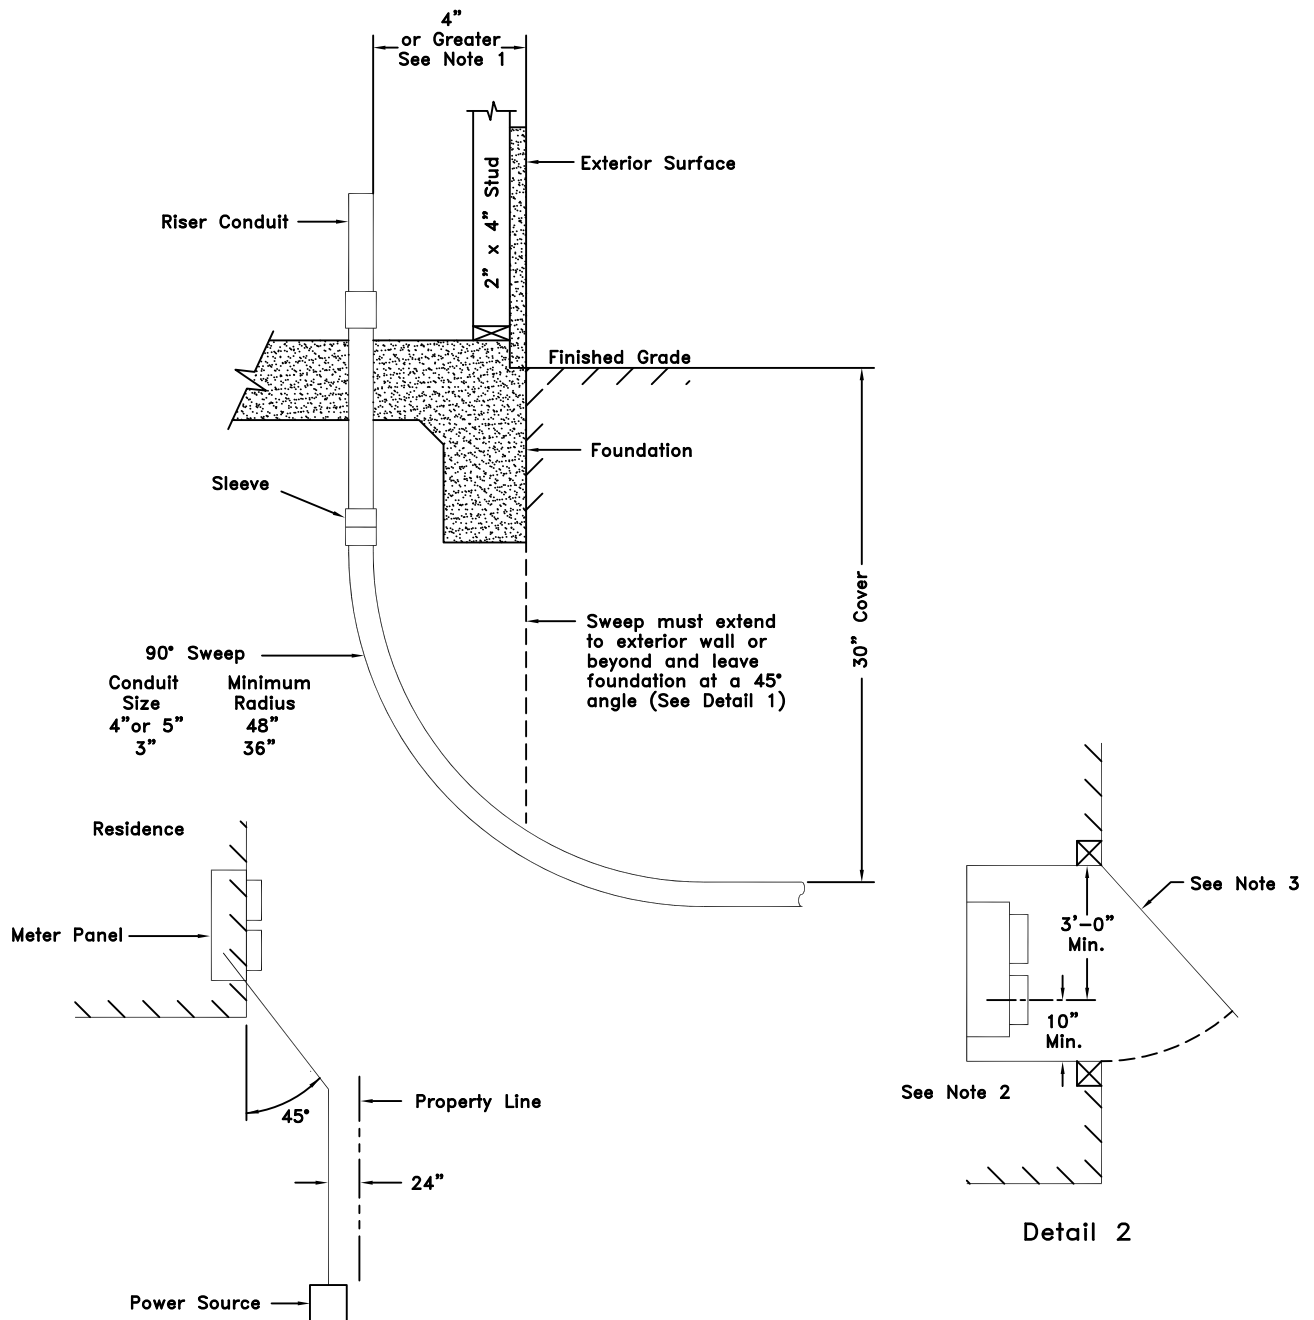 4”
or Greater
See Note 1
Exterior Surface
2” x 4” Stud
Riser Conduit
Finished Grade
Foundation
Sleeve
30” Cover
Sweep must extend
to exterior wall or
beyond and leave
foundation at a 45°
angle (See Detail 1)
90° Sweep
Conduit Minimum
Size Radius
4”or 5” 48”
3” 36”
Residence
Meter Panel
45°
Property Line
24”
Power Source
See Note 3
3’-0”
Min.
10”
Min.
See Note 2
Detail 2